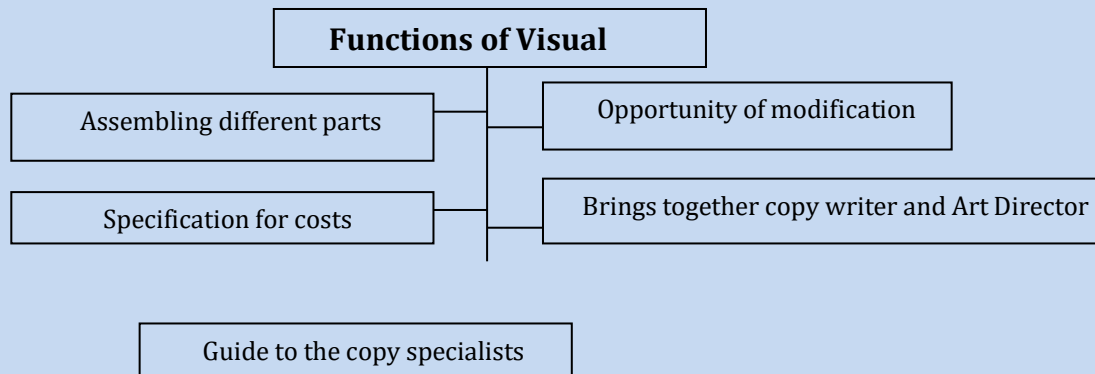 Functions of Visual
Assembling different parts
Opportunity of modification
Specification for costs
Brings together copy writer and Art Director
Guide to the copy specialists